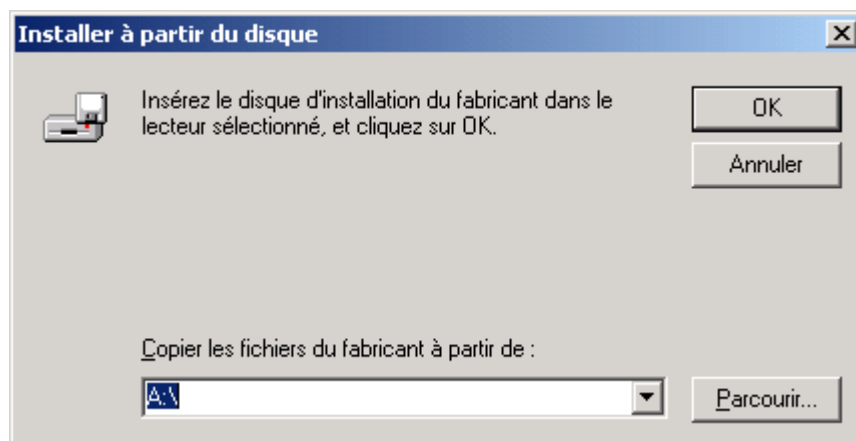 Installer à partir du disque
Insérez le disque d'installation du fabricant dans le
lecteur sélectionné, et cliquez sur OK.
OK
Annuler
Copier les fichiers du fabricant à partir de :
A:\
Parcourir...